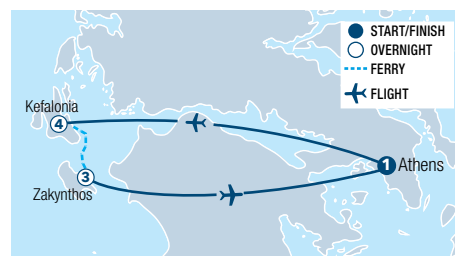 START/FINISH
OVERNIGHT
FERRY
FLIGHT
Kefalonia
4
1 Athens
3
Zakynthos